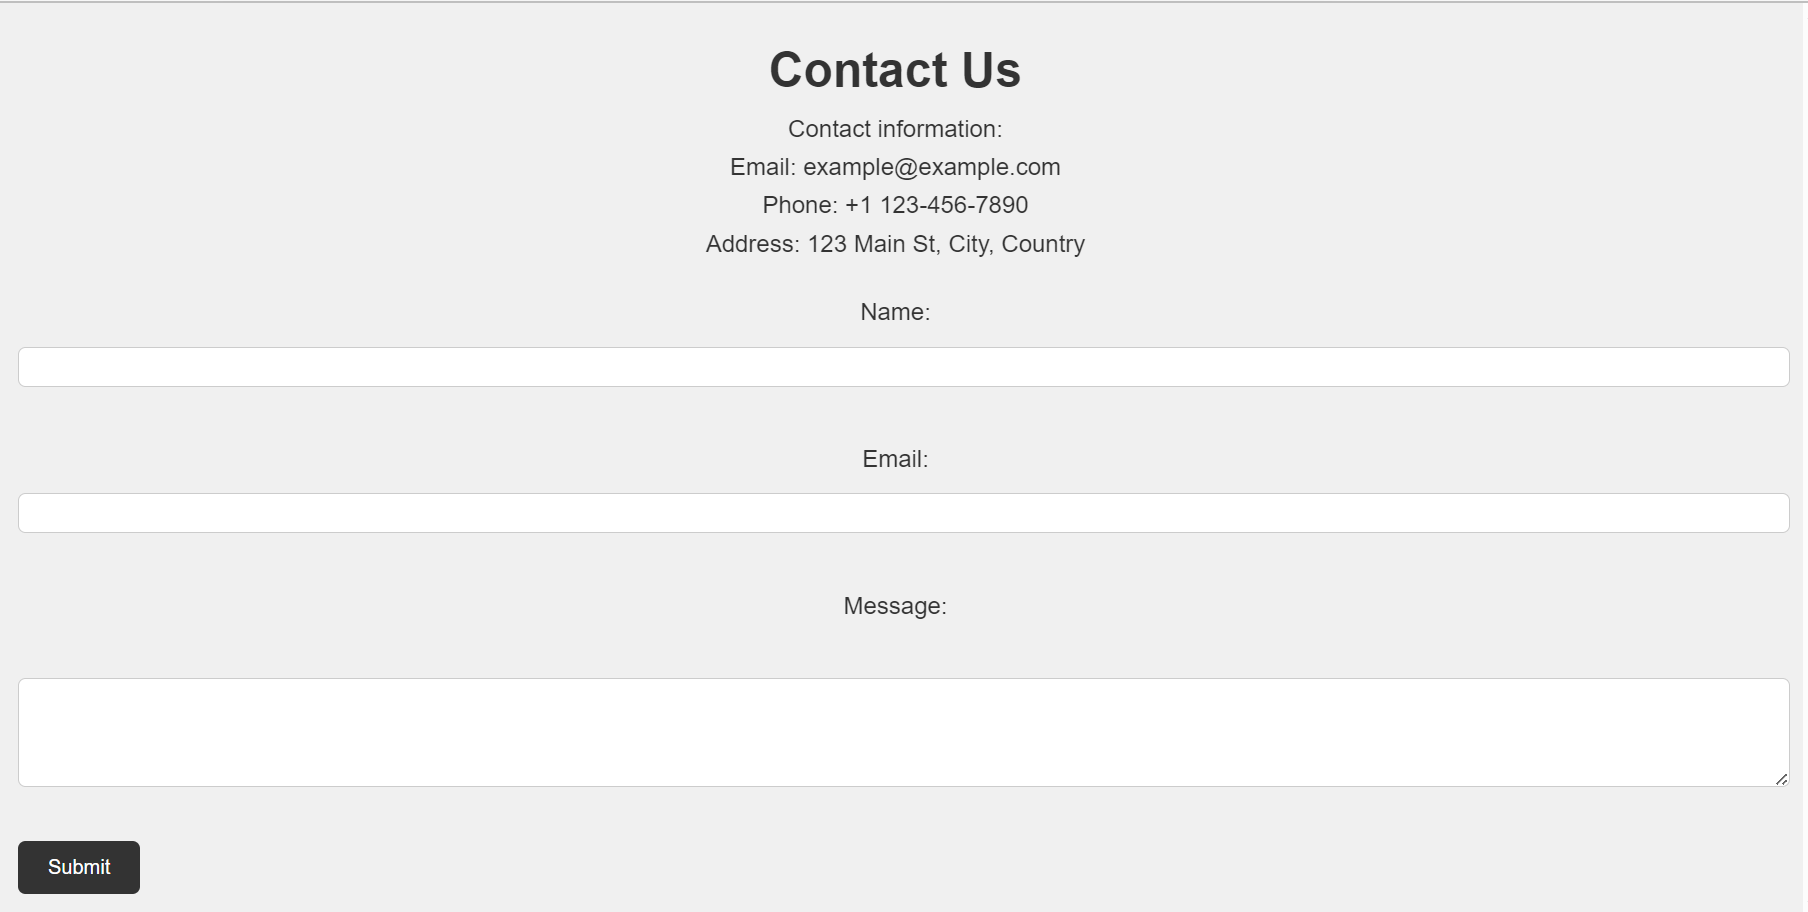 Contact Us
Contact information:
Email: example@example.com
Phone: +1 123-456-7890
Address: 123 Main St, City, Country
Name:
Email:
Message:
Submit